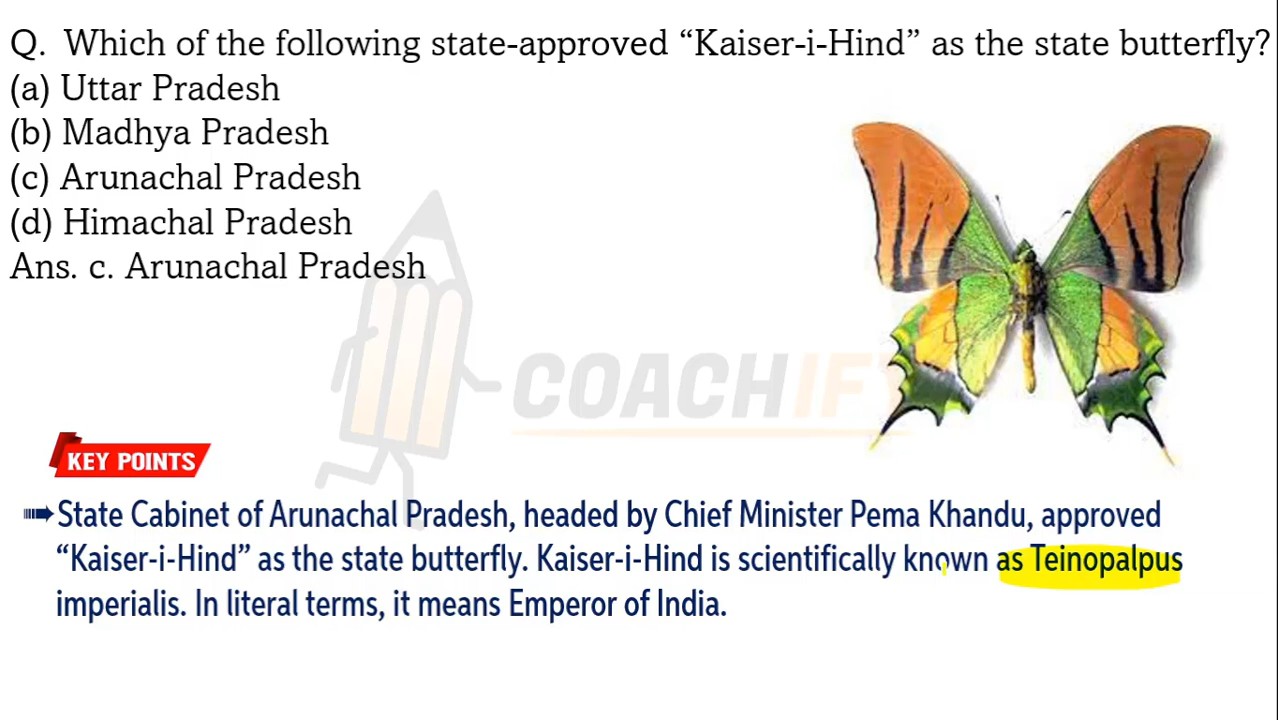 Q. Which of the following state-approved “Kaiser-i-Hind” as the state butterfly?
(a) Uttar Pradesh
(b) Madhya Pradesh
(c) Arunachal Pradesh
(d) Himachal Pradesh
Ans. c. Arunachal Pradesh
COACHIFY
KEY POINTS
State Cabinet of Arunachal Pradesh, headed by Chief Minister Pema Khandu, approved
“Kaiser-i-Hind” as the state butterfly. Kaiser-i-Hind is scientifically known as Teinopalpus
imperialis. In literal terms, it means Emperor of India.